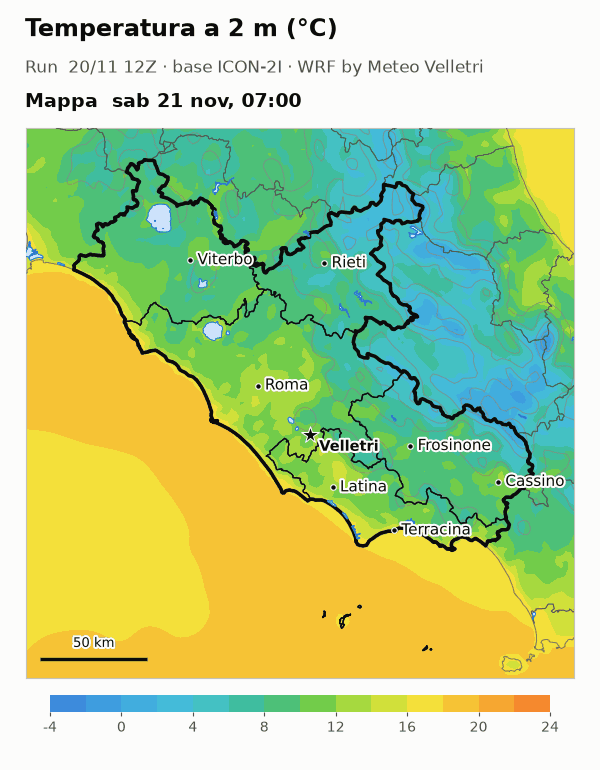 Temperatura a 2 m (°C)
Run  20/11 12Z · base ICON-2I · WRF by Meteo Velletri
Mappa  sab 21 nov, 07:00
Viterbo
Rieti
Roma
Velletri
Frosinone
Latina
Cassino
Terracina
50 km
-4 0 4 8 12 16 20 24